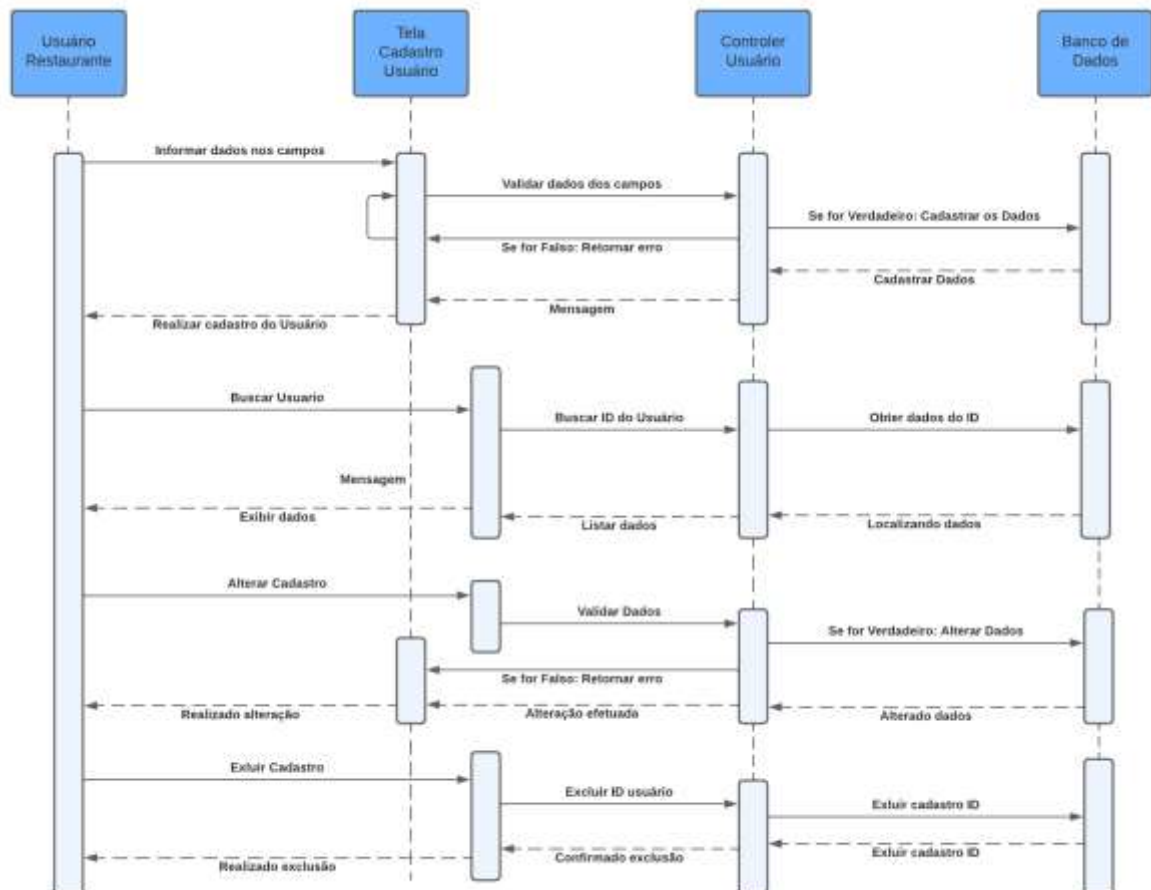 Usuário
Restaurante
Tela
Cadastro
Usuário
Controler
Usuário
Banco de
Dados
Informar dados nos campos
Validar dados dos campos
Se for Verdadeiro: Cadastrar os Dados
Se for Falso: Retornar erro
Cadastrar Dados
Mensagem
Realizar cadastro do Usuário
Buscar Usuario
Buscar ID do Usuário
Obter dados do ID
Mensagem
Exibir dados
Listar dados
Localizando dados
Alterar Cadastro
Validar Dados
Se for Verdadeiro: Alterar Dados
Se for Falso: Retornar erro
Realizado alteração
Alteração efetuada
Alterado dados
Exluir Cadastro
Excluir ID usuário
Exluir cadastro ID
Realizado exclusão
Confirmado exclusão
Exluir cadastro ID